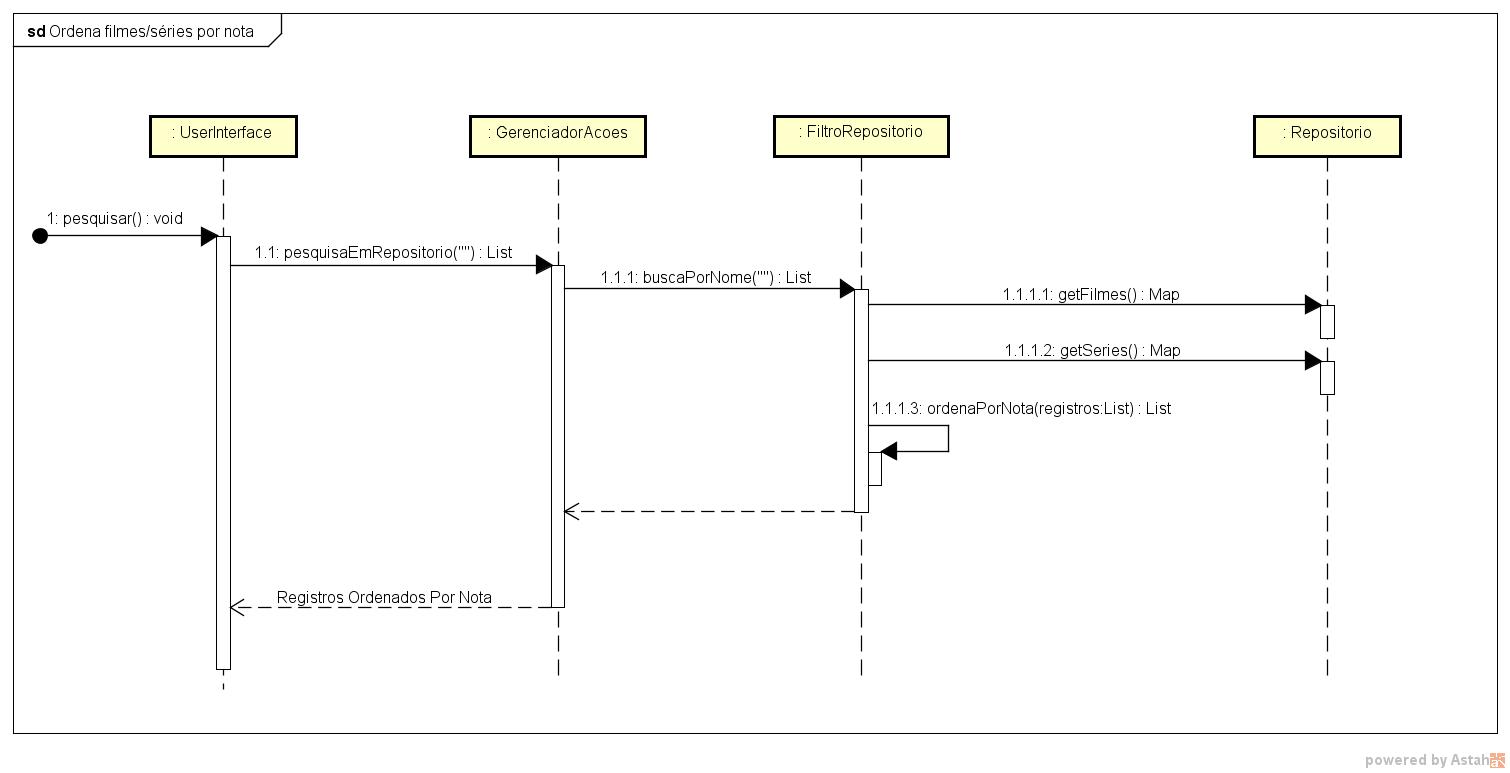 sd Ordena filmes/séries por nota
: UserInterface
: GerenciadorAcoes
: FiltroRepositorio
: Repositorio
1: pesquisar() : void
1.1: pesquisaEmRepositorio("") : List
1.1.1: buscaPorNome("") : List
1.1.1.1: getFilmes() : Map
1.1.1.2: getSeries() : Map
1.1.1.3: ordenaPorNota(registros:List) : List
Registros Ordenados Por Nota
powered by Astah